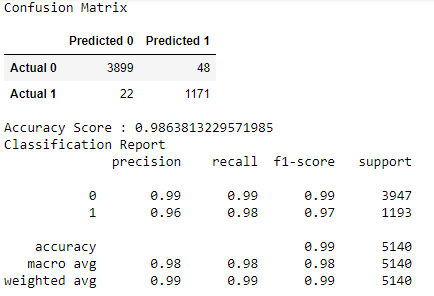 Confusion Matrix
Predicted 0 Predicted 1
Actual 0 3899 48
Actual 1 22 1171
Accuracy Score : 0.9863813229571985
Classification Report
precision recall f1-score support
0 0.99 0.99 0.99 3947
1 0.96 0.98 0.97 1193
accuracy 0.99 5140
macro avg 0.98 0.98 0.98 5140
weighted avg 0.99 0.99 0.99 5140